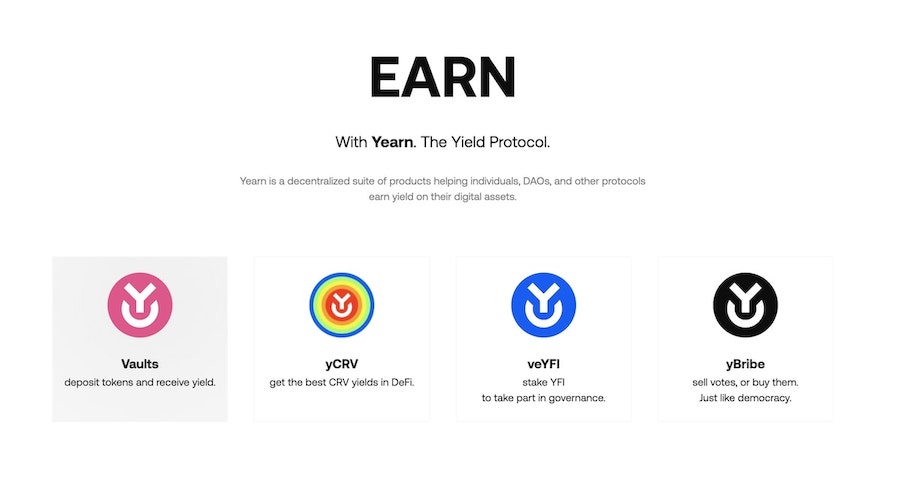 EARN
With Yearn. The Yield Protocol.
Yearn is a decentralized suite of products helping individuals, DAOs, and other protocols
earn yield on their digital assets.
Vaults
deposit tokens and receive yield.
yCRV
get the best CRV yields in DeFi.
veYFI
stake YFI
to take part in governance.
yBribe
sell votes, or buy them.
Just like democracy.